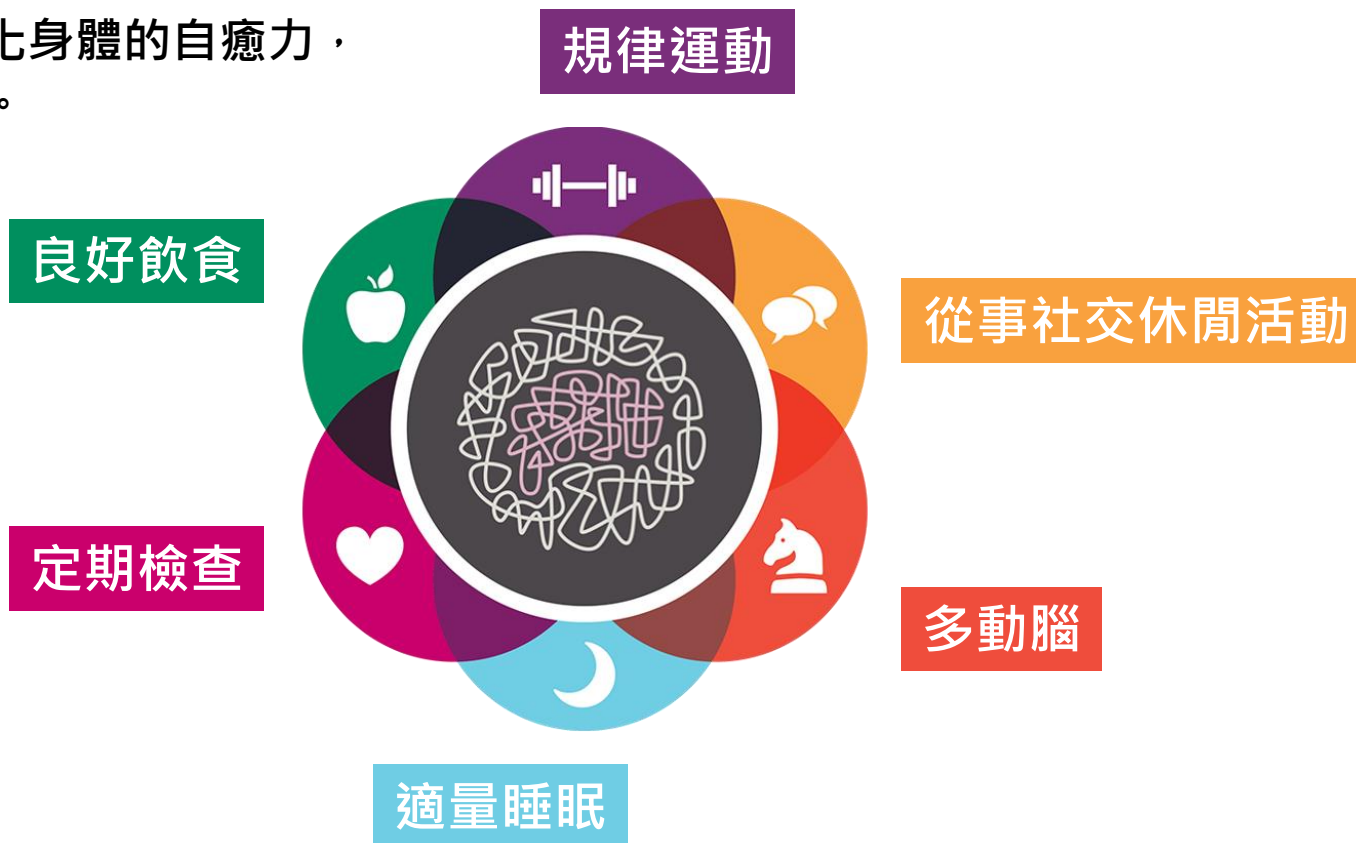 身體的自癒力，
。
規律運動
良好飲食
從事社交休閒活動
定期檢查
多動腦
適量睡眠